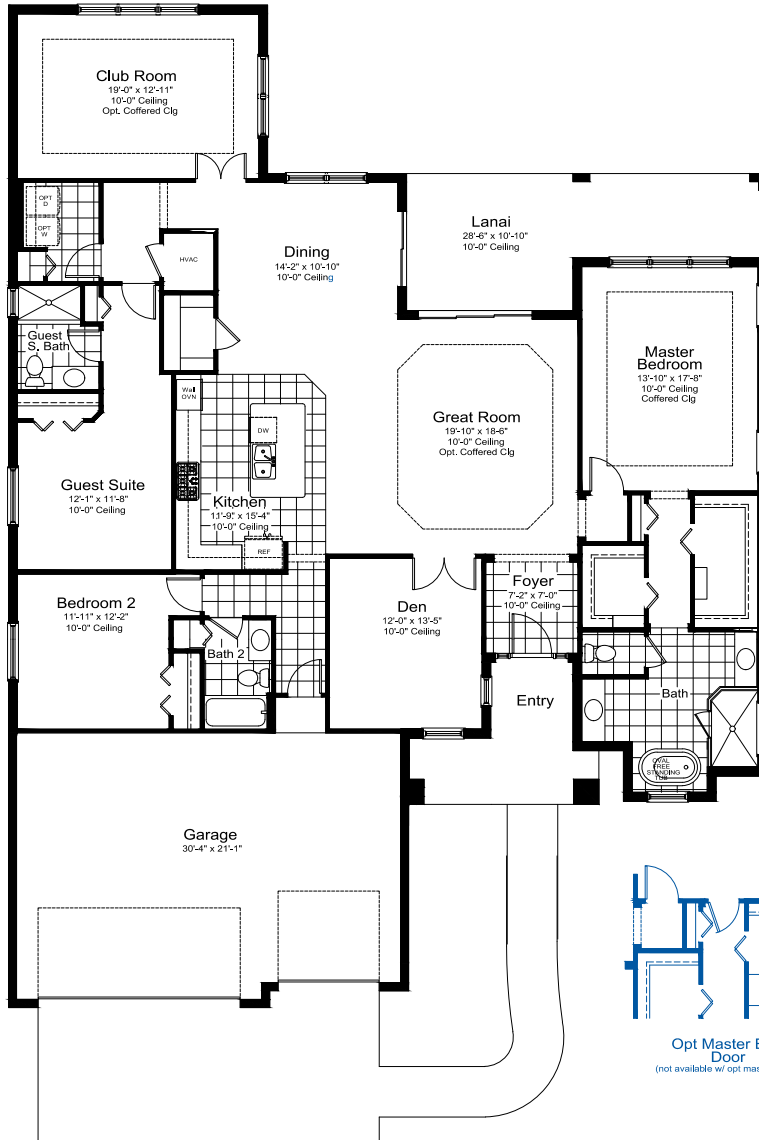 Club Room
19'-0" x 12'-11"
10'-0" Ceiling
Opt. Coffered Clg
OPT
D
OPT
W
HVAC
Dining
14'-2" x 10'-10"
10'-0" Ceiling
Lanai
28'-6" x 10'-10"
10'-0" Ceiling
Guest
S. Bath
Master
Bedroom
13'-10" x 17'-8"
10'-0" Ceiling
Coffered Clg
Wall
OVN
DW
Great Room
19'-10" x 18'-6"
10'-0" Ceiling
Opt. Coffered Clg
Guest Suite
12'-1" x 11'-8"
10'-0" Ceiling
Kitchen
11'-9" x 15'-4"
10'-0" Ceiling
REF
Bedroom 2
11'-11" x 12'-2"
10'-0" Ceiling
Den
12'-0" x 13'-5"
10'-0" Ceiling
Foyer
7'-2" x 7'-0"
10'-0" Ceiling
Bath 2
Entry
Bath
OVAL
FREE
STANDING
TUB
Garage
30'-4" x 21'-1"
Opt Master B
Door
(not available w/ opt mas